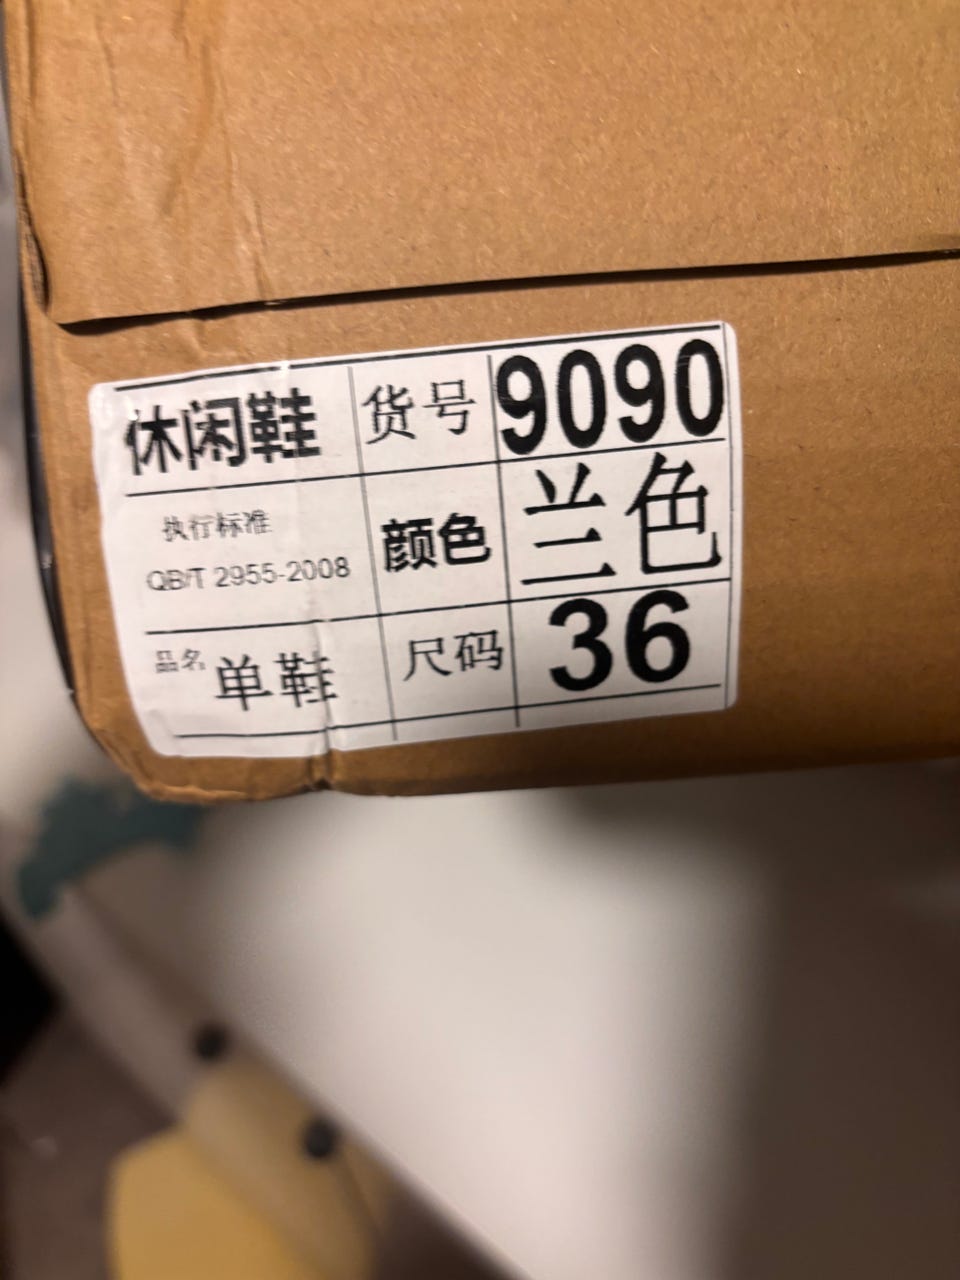 休闲鞋 货号 9090
执行标准
QB/T 2955-2008 颜色 兰色
品名 单鞋 尺码 36